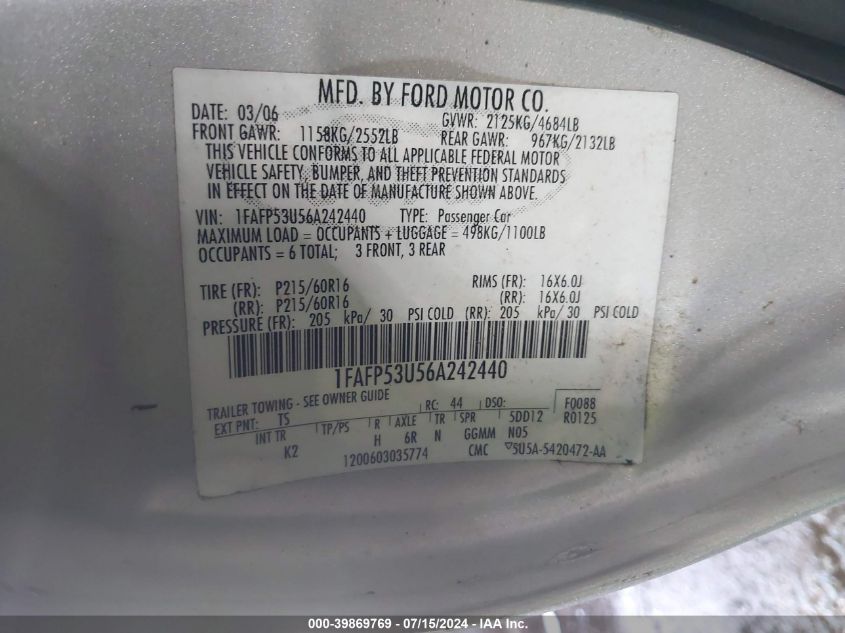 MFD. BY FORD MOTOR CO.
DATE: 03/06 GVWR: 2125KG/4684LB
FRONT GAWR: 1158KG/2552LB REAR GAWR: 967KG/2132LB
THIS VEHICLE CONFORMS TO ALL APPLICABLE FEDERAL MOTOR
VEHICLE SAFETY, BUMPER, AND THEFT PREVENTION STANDARDS
IN EFFECT ON THE DATE OF MANUFACTURE SHOWN ABOVE.
VIN: 1FAFP53U56A242440 TYPE: Passenger Car
MAXIMUM LOAD = OCCUPANTS + LUGGAGE = 498KG/1100LB
OCCUPANTS = 6 TOTAL; 3 FRONT, 3 REAR
TIRE (FR): P215/60R16 RIMS (FR): 16X6.0J
(RR): P215/60R16 (RR): 16X6.0J
PRESSURE (FR): 205 kPa/ 30 PSI COLD (RR): 205 kPa/ 30 PSI COLD
1FAFP53U56A242440
TRAILER TOWING - SEE OWNER GUIDE RC: 44 DSO: F0088
EXT PNT: TS R0125
INT TR TP/PS R AXLE TR SPR 5DD12
K2 H 6R N GGMM N05
1200603035774 CMC 5U5A-5420472-AA
000-39869769 - 07/15/2024 - IAA Inc.